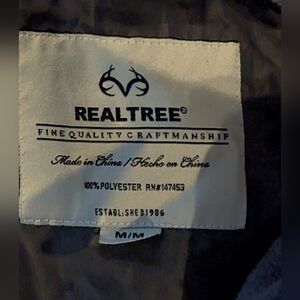 REALTREE®
FINE QUALITY CRAFTMANSHIP
Made in China / Hecho en China
100% POLYESTER RN#147453
ESTABLISHED 1986
M/M